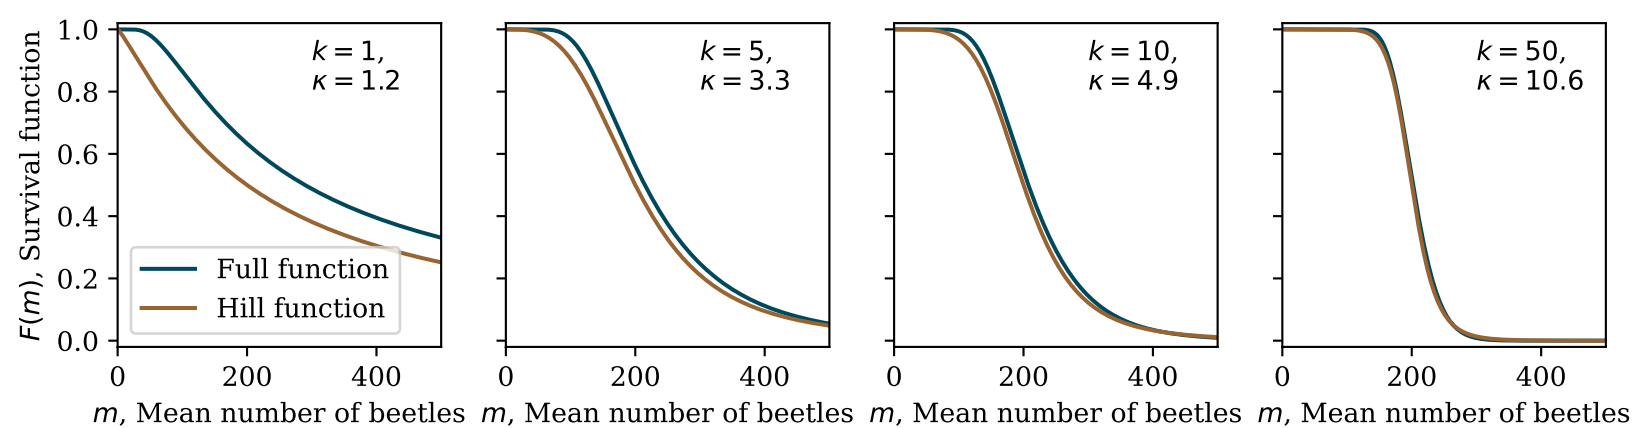 F(m), Survival function
1.0
0.8
0.6
0.4
0.2
0.0
k = 1,
κ = 1.2
Full function
Hill function
0 200 400
m, Mean number of beetles
k = 5,
κ = 3.3
0 200 400
m, Mean number of beetles
k = 10,
κ = 4.9
0 200 400
m, Mean number of beetles
k = 50,
κ = 10.6
0 200 400
m, Mean number of beetles